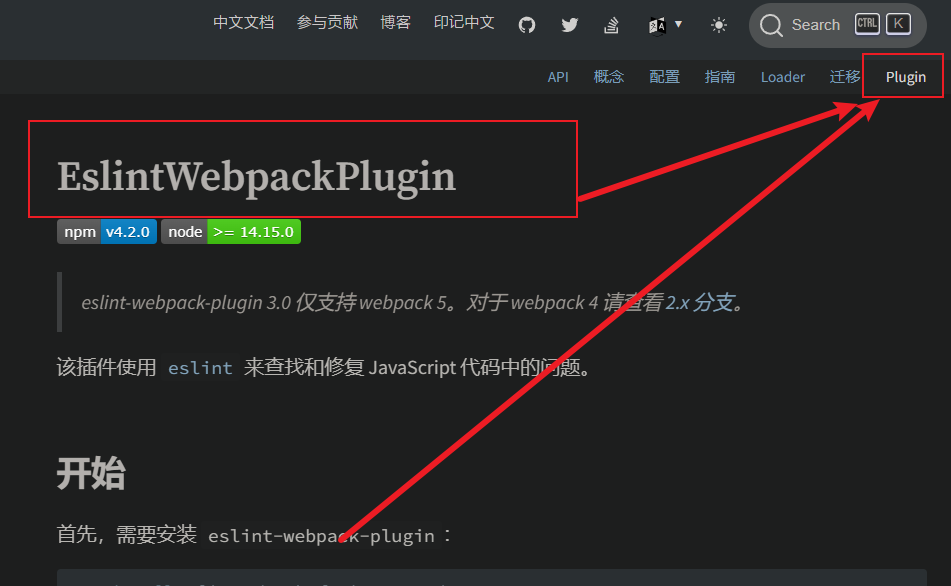 中文文档 参与贡献 博客 印记中文 Search CTRL K
API 概念 配置 指南 Loader 迁移 Plugin
EslintWebpackPlugin
npm v4.2.0 node >= 14.15.0
eslint-webpack-plugin 3.0 仅支持 webpack 5。对于 webpack 4 请查看 2.x 分支。
该插件使用 eslint 来查找和修复 JavaScript 代码中的问题。
开始
首先，需要安装 eslint-webpack-plugin：